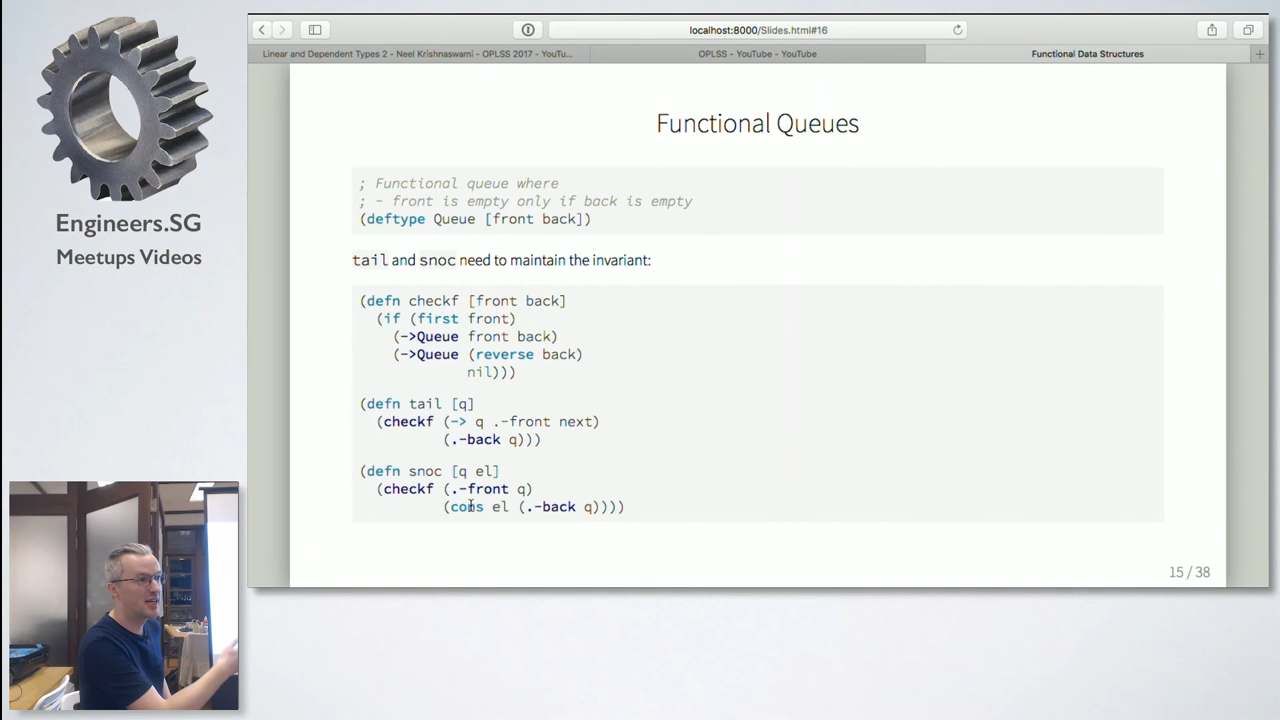 localhost:8000/Slides.html#16
Linear and Dependent Types 2 - Neel Krishnaswami - OPLSS 2017 - YouTu...
OPLSS - YouTube - YouTube
Functional Data Structures
Engineers.SG
Meetups Videos
Functional Queues
; Functional queue where
; - front is empty only if back is empty
(deftype Queue [front back])
tail and snoc need to maintain the invariant:
(defn checkf [front back]
  (if (first front)
    (->Queue front back)
    (->Queue (reverse back)
             nil)))
(defn tail [q]
  (checkf (-> q .-front next)
          (.-back q)))
(defn snoc [q el]
  (checkf (.-front q)
          (cons el (.-back q))))
15 / 38